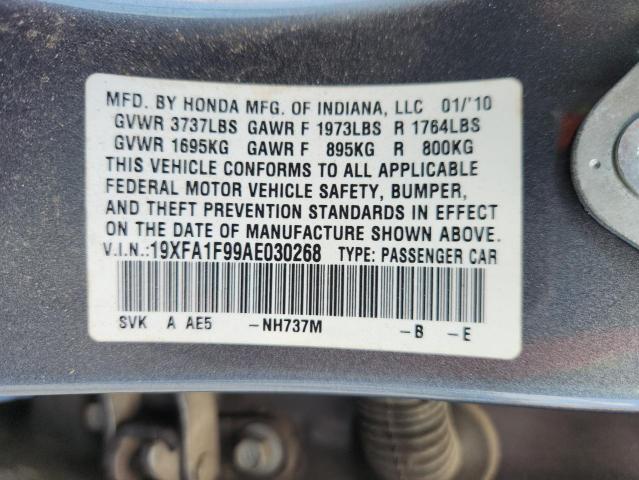 MFD. BY HONDA MFG. OF INDIANA, LLC 01/'10
GVWR 3737LBS GAWR F 1973LBS R 1764LBS
GVWR 1695KG GAWR F 895KG R 800KG
THIS VEHICLE CONFORMS TO ALL APPLICABLE
FEDERAL MOTOR VEHICLE SAFETY, BUMPER,
AND THEFT PREVENTION STANDARDS IN EFFECT
ON THE DATE OF MANUFACTURE SHOWN ABOVE.
V.I.N.:19XFA1F99AE030268 TYPE: PASSENGER CAR
SVK A AE5 -NH737M -B -E